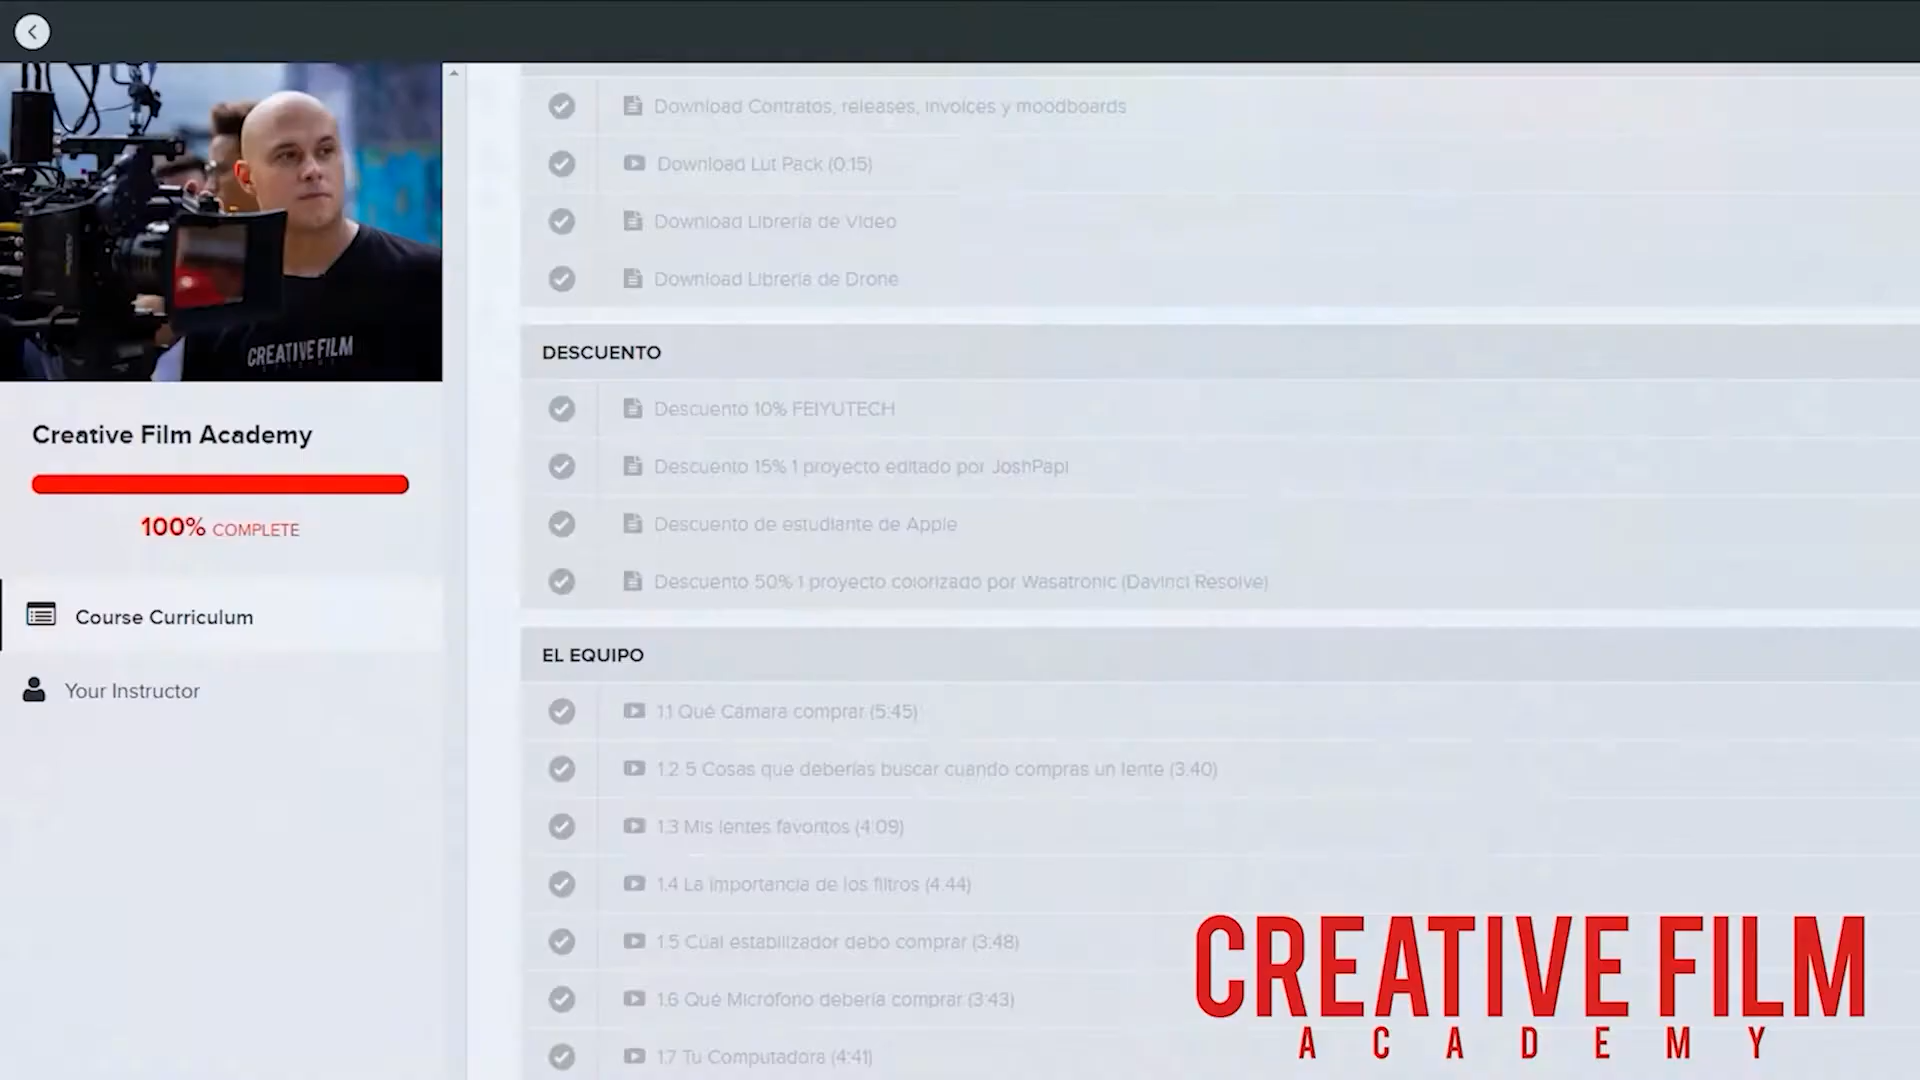 Download Contratos, releases, invoices y moodboards
Download Lut Pack (0:15)
Download Librería de Video
Download Librería de Drone
DESCUENTO
Descuento 10% FEIYUTECH
Descuento 15% 1 proyecto editado por JoshPapi
Descuento de estudiante de Apple
Descuento 50% 1 proyecto colorizado por Wasatronic (Davinci Resolve)
EL EQUIPO
1.1 Qué Cámara comprar (5:45)
1.2 5 Cosas que deberías buscar cuando compras un lente (3:40)
1.3 Mis lentes favoritos (4:09)
1.4 La importancia de los filtros (4:44)
1.5 Cúal estabilizador debo comprar (3:48)
1.6 Qué Micrófono debería comprar (3:43)
1.7 Tu Computadora (4:41)
CREATIVE FILM
Creative Film Academy
100% COMPLETE
Course Curriculum
Your Instructor
CREATIVE FILM
ACADEMY